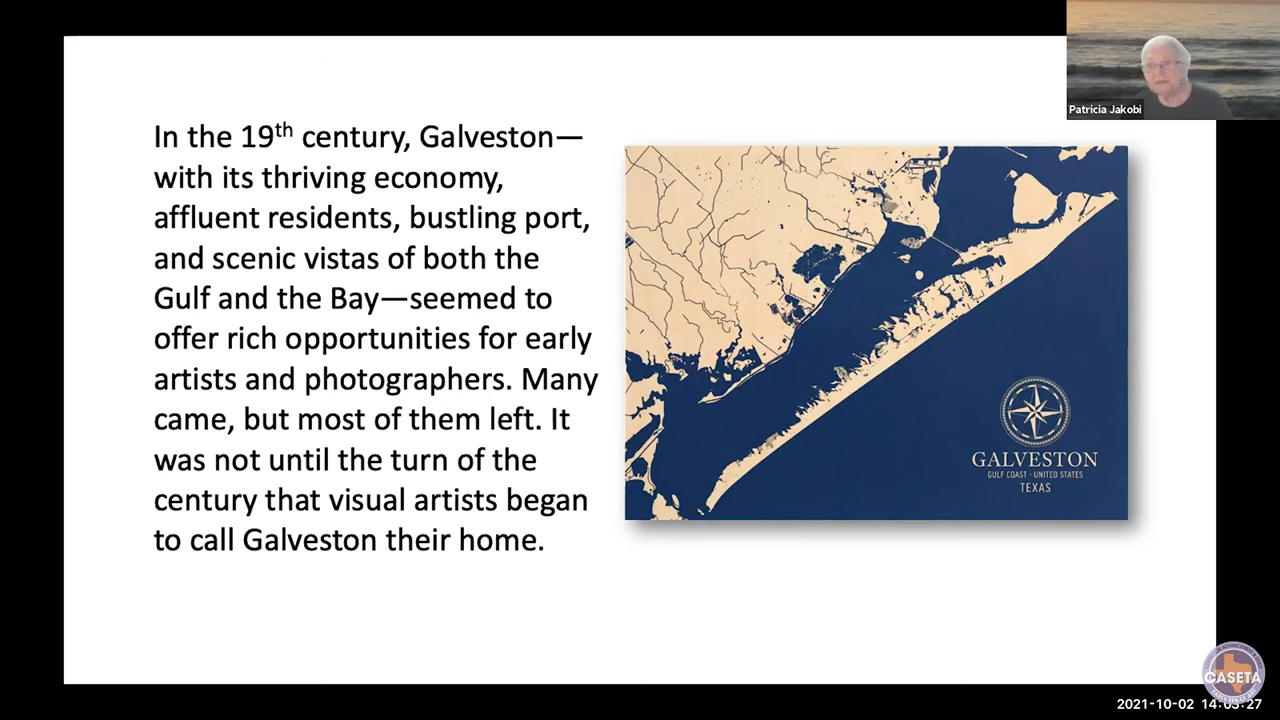 Patricia Jakobi
In the 19th century, Galveston—
with its thriving economy,
affluent residents, bustling port,
and scenic vistas of both the
Gulf and the Bay—seemed to
offer rich opportunities for early
artists and photographers. Many
came, but most of them left. It
was not until the turn of the
century that visual artists began
to call Galveston their home.
GALVESTON
GULF COAST - UNITED STATES
TEXAS
CASETA
2021-10-02 14:03:27